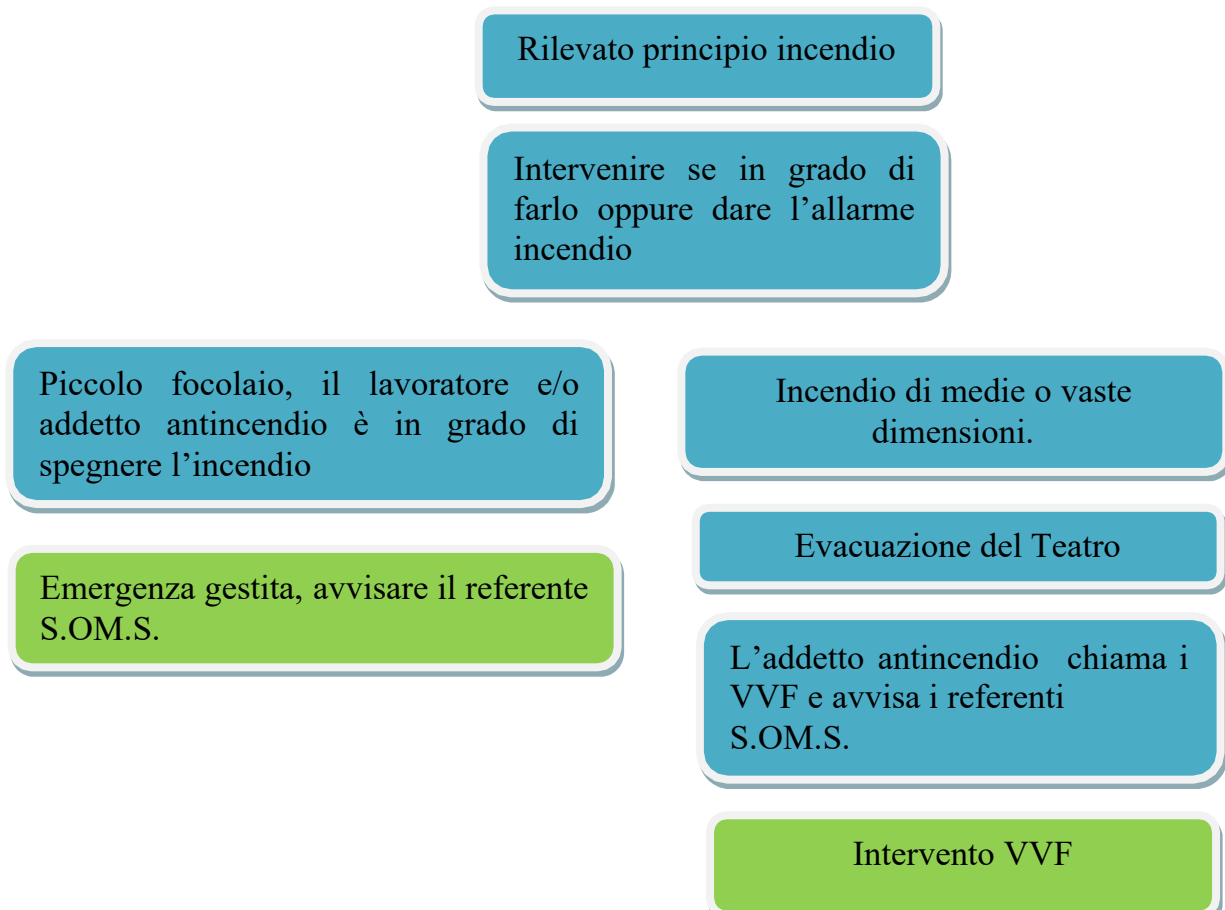 Rilevato principio incendio
Intervenire se in grado di
farlo oppure dare l’allarme
incendio
Piccolo focolaio, il lavoratore e/o
addetto antincendio è in grado di
spegnere l’incendio
Emergenza gestita, avvisare il referente
S.OM.S.
Incendio di medie o vaste
dimensioni.
Evacuazione del Teatro
L’addetto antincendio chiama i
VVF e avvisa i referenti
S.OM.S.
Intervento VVF